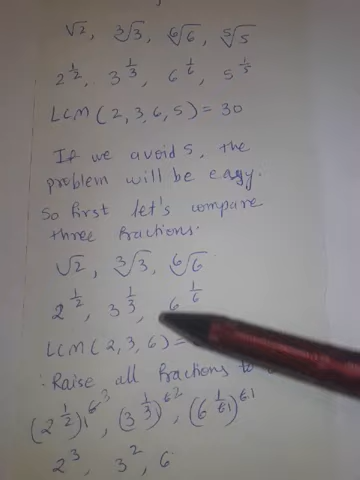 √2, ³√3, ⁶√6, ⁵√5
2^(1/2), 3^(1/3), 6^(1/6), 5^(1/5)
LCM(2,3,6,5)=30
If we avoid 5, the
problem will be easy.
So first let's compare
three fractions.
√2, ³√3, ⁶√6
2^(1/2), 3^(1/3), 6^(1/6)
LCM(2,3,6)=
∴ Raise all fractions to
(2^(1/2))^6 3, (3^(1/3))^6 2, (6^(1/6))^6 1
2³, 3², 6